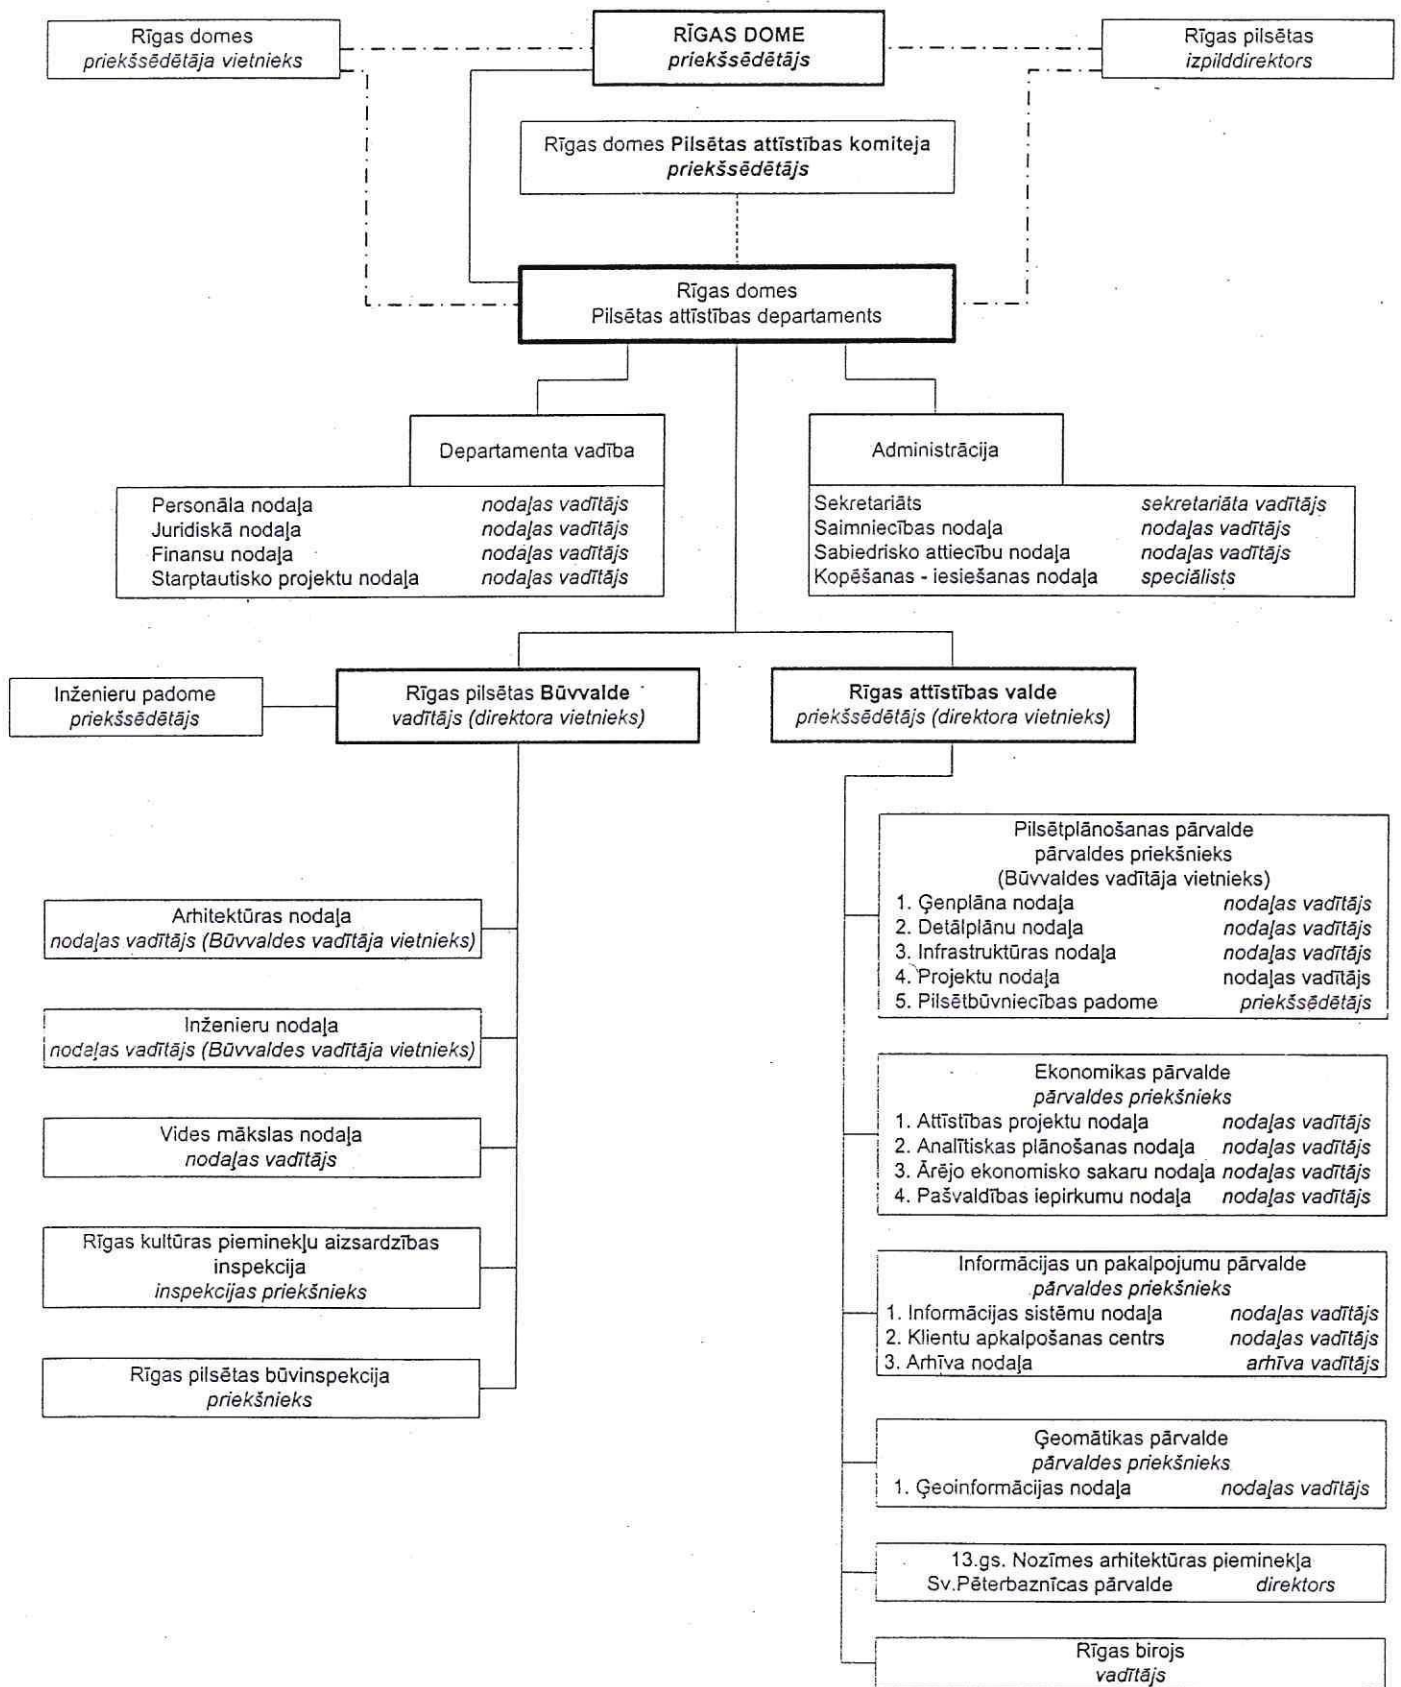 Rīgas domes
priekšsēdētāja vietnieks
RĪGAS DOME
priekšsēdētājs
Rīgas pilsētas
izpilddirektors
Rīgas domes Pilsētas attīstības komiteja
priekšsēdētājs
Rīgas domes
Pilsētas attīstības departaments
Departamenta vadība
Personāla nodaļa nodaļas vadītājs
Juridiskā nodaļa nodaļas vadītājs
Finansu nodaļa nodaļas vadītājs
Starptautisko projektu nodaļa nodaļas vadītājs
Administrācija
Sekretariāts sekretariāta vadītājs
Saimniecības nodaļa nodaļas vadītājs
Sabiedrisko attiecību nodaļa nodaļas vadītājs
Kopēšanas - iesiešanas nodaļa speciālists
Inženieru padome
priekšsēdētājs
Rīgas pilsētas Būvvalde
vadītājs (direktora vietnieks)
Rīgas attīstības valde
priekšsēdētājs (direktora vietnieks)
Arhitektūras nodaļa
nodaļas vadītājs (Būvvaldes vadītāja vietnieks)
Inženieru nodaļa
nodaļas vadītājs (Būvvaldes vadītāja vietnieks)
Vides mākslas nodaļa
nodaļas vadītājs
Rīgas kultūras pieminekļu aizsardzības
inspekcija
inspekcijas priekšnieks
Rīgas pilsētas būvinspekcija
priekšnieks
Pilsētplānošanas pārvalde
pārvaldes priekšnieks
(Būvvaldes vadītāja vietnieks)
1. Ģenplāna nodaļa nodaļas vadītājs
2. Detālplānu nodaļa nodaļas vadītājs
3. Infrastruktūras nodaļa nodaļas vadītājs
4. Projektu nodaļa nodaļas vadītājs
5. Pilsētbūvniecības padome priekšsēdētājs
Ekonomikas pārvalde
pārvaldes priekšnieks
1. Attīstības projektu nodaļa nodaļas vadītājs
2. Analītiskas plānošanas nodaļa nodaļas vadītājs
3. Ārējo ekonomisko sakaru nodaļa nodaļas vadītājs
4. Pašvaldības iepirkumu nodaļa nodaļas vadītājs
Informācijas un pakalpojumu pārvalde
pārvaldes priekšnieks
1. Informācijas sistēmu nodaļa nodaļas vadītājs
2. Klientu apkalpošanas centrs nodaļas vadītājs
3. Arhīva nodaļa arhīva vadītājs
Ģeomātikas pārvalde
pārvaldes priekšnieks
1. Ģeoinformācijas nodaļa nodaļas vadītājs
13.gs. Nozīmes arhitektūras pieminekļa
Sv.Pēterbaznīcas pārvalde direktors
Rīgas birojs
vadītājs